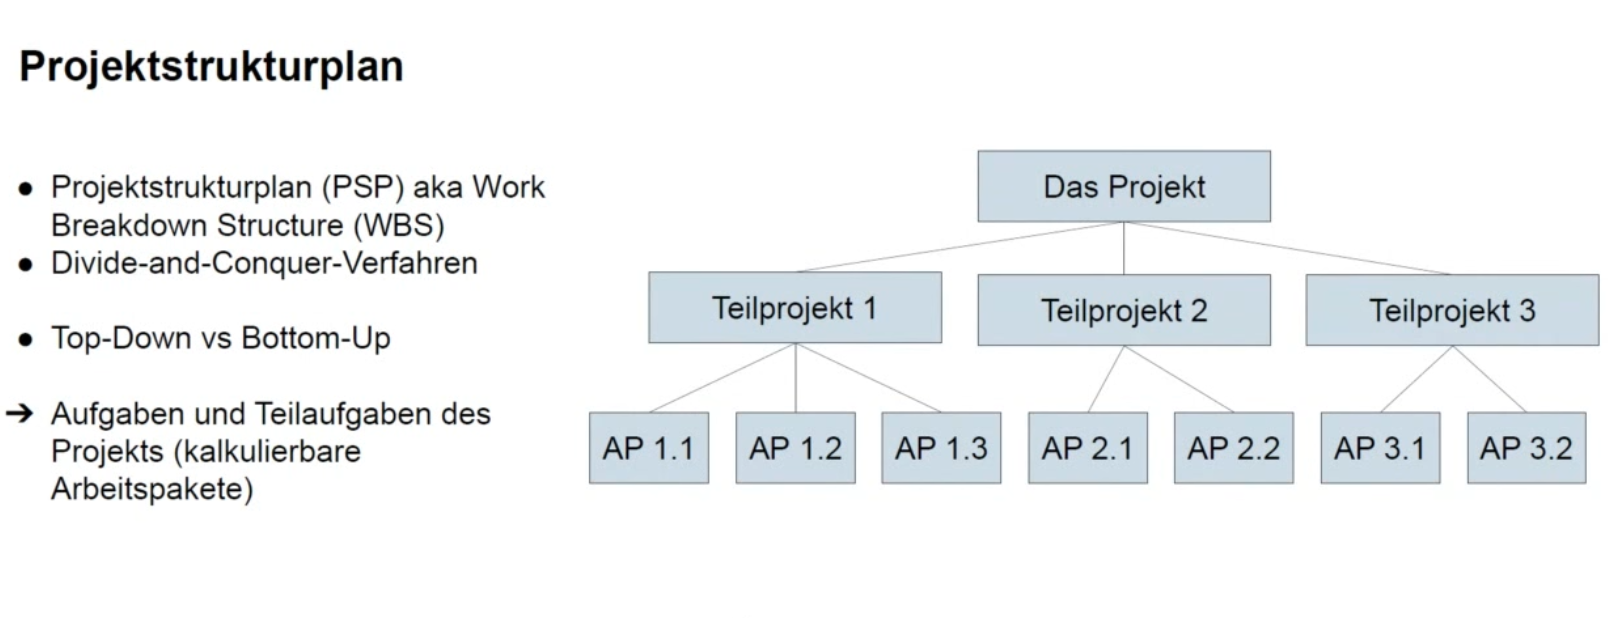 Projektstrukturplan
● Projektstrukturplan (PSP) aka Work
Breakdown Structure (WBS)
● Divide-and-Conquer-Verfahren
● Top-Down vs Bottom-Up
➔ Aufgaben und Teilaufgaben des
Projekts (kalkulierbare
Arbeitspakete)
Das Projekt
Teilprojekt 1
Teilprojekt 2
Teilprojekt 3
AP 1.1
AP 1.2
AP 1.3
AP 2.1
AP 2.2
AP 3.1
AP 3.2